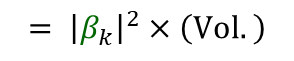 = |β_k|² × (Vol.)